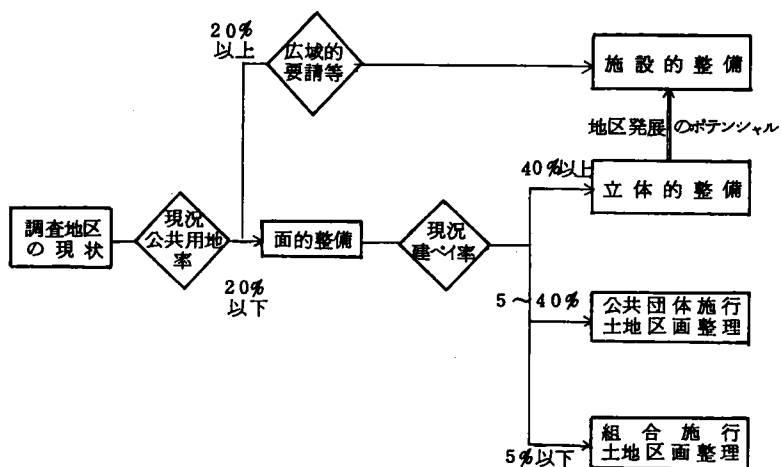 20%
以上
広域的
要請等
施設的整備
地区発展のポテンシャル
40%以上
立体的整備
調査地区
の現状
現況
公共用地
率
面的整備
現況
建ペイ率
20%
以下
5～40%
公共団体施行
土地区画整理
組合施行
土地区画整理
5%以下